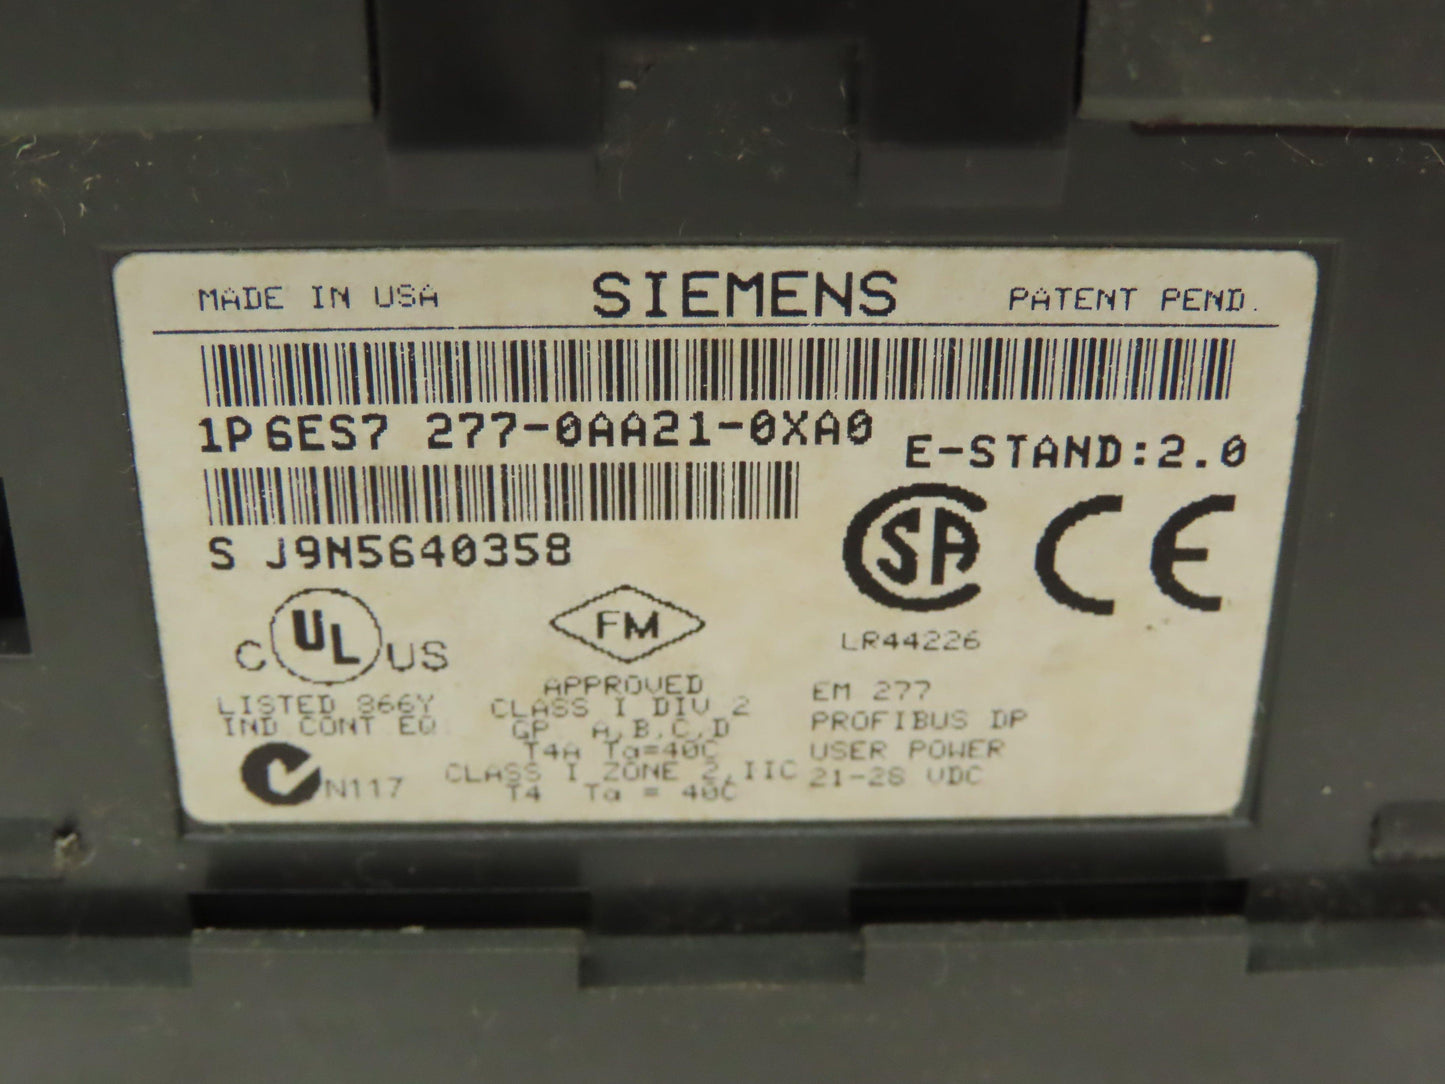 MADE IN USA SIEMENS PATENT PEND.
1P 6ES7 277-0AA21-0XA0
E-STAND:2.0
S J9N5640358
C UL US
FM
CSA
CE
LR44226
LISTED 866Y
IND CONT EQ
N117
APPROVED
CLASS I DIV 2
GP A,B,C,D
T4A Ta=40C
CLASS I ZONE 2,IIC
T4 Ta = 40C
EM 277
PROFIBUS DP
USER POWER
21-28 VDC